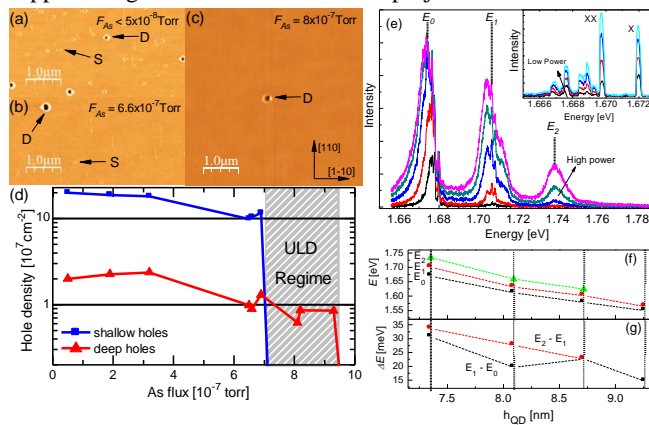 (a)
F_As < 5x10^-8 Torr
D
S
1.0μm
(b)
F_As = 6.6x10^-7 Torr
D
S
1.0μm
(c)
F_As = 8x10^-7 Torr
D
1.0μm
[110]
[1-10]
(d)
Hole density [10^7 cm^-2]
10
1
ULD
Regime
shallow holes
deep holes
0 2 4 6 8 10
As flux [10^-7 torr]
(e)
E_0
E_1
E_2
High power
Intensity
1.66 1.68 1.70 1.72 1.74 1.76 1.78
Energy [eV]
XX
X
Low Power
Intensity
1.666 1.668 1.670 1.672
Energy [eV]
(f)
E [eV]
1.75
1.70
1.65
1.60
1.55
E_2
E_1
E_0
(g)
ΔE [meV]
35
30
25
20
15
E_2 - E_1
E_1 - E_0
7.5 8.0 8.5 9.0
h_QD [nm]